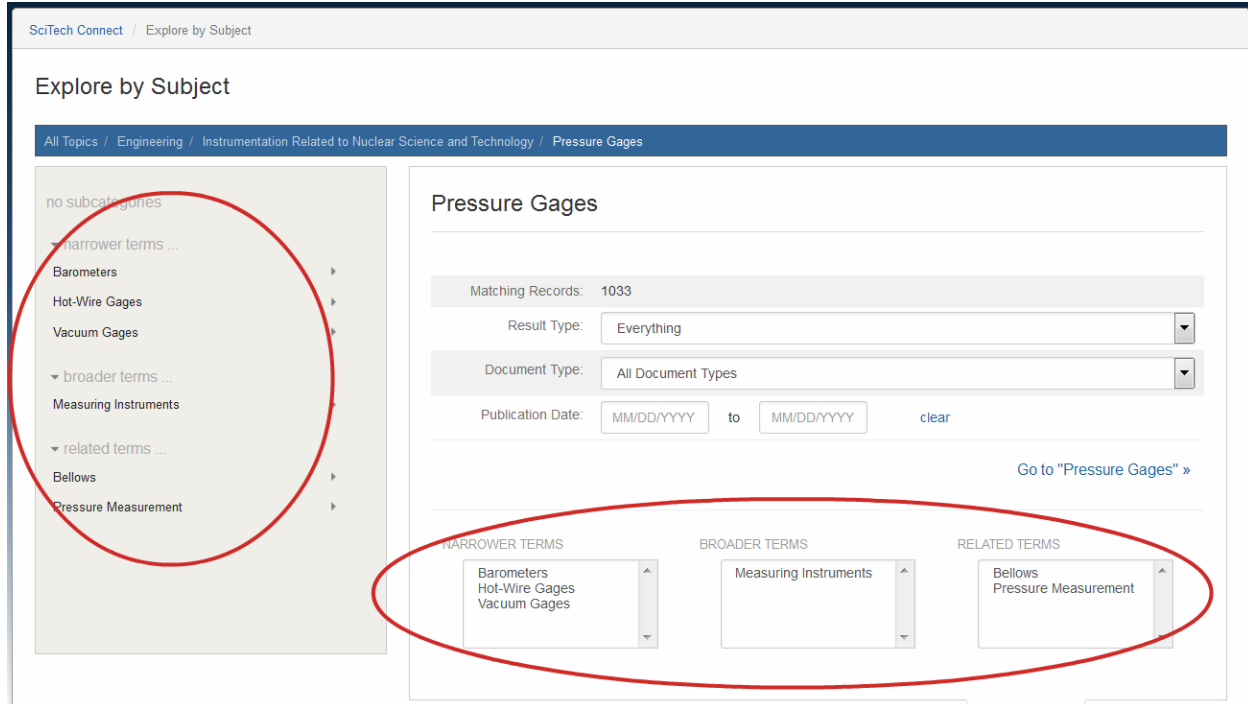 SciTech Connect / Explore by Subject
Explore by Subject
All Topics / Engineering / Instrumentation Related to Nuclear Science and Technology / Pressure Gages
no subcategories
narrower terms ...
Barometers
Hot-Wire Gages
Vacuum Gages
broader terms ...
Measuring Instruments
related terms ...
Bellows
Pressure Measurement
Pressure Gages
Matching Records: 1033
Result Type: Everything
Document Type: All Document Types
Publication Date: MM/DD/YYYY to MM/DD/YYYY clear
Go to "Pressure Gages" »
NARROWER TERMS
Barometers
Hot-Wire Gages
Vacuum Gages
BROADER TERMS
Measuring Instruments
RELATED TERMS
Bellows
Pressure Measurement